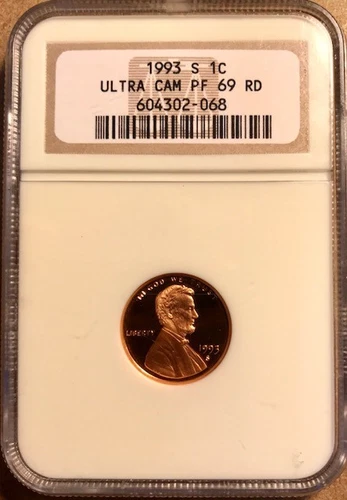 1993 S 1C
ULTRA CAM PF 69 RD
604302-068
IN GOD WE TRUST
LIBERTY
1993
S